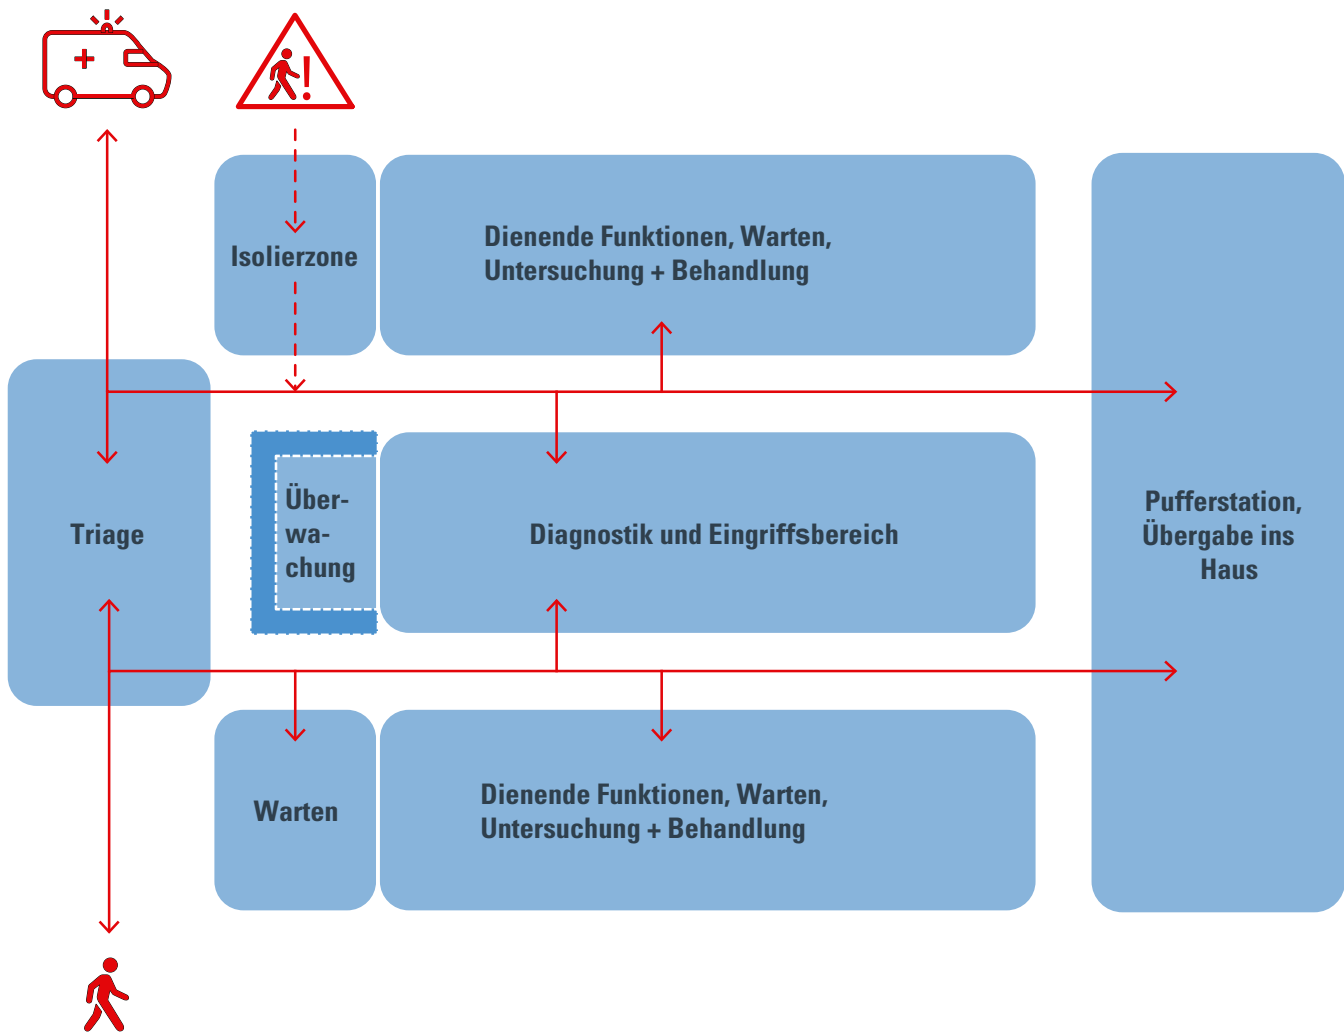 Isolierzone
Dienende Funktionen, Warten,
Untersuchung + Behandlung
Triage
Über-
wa-
chung
Diagnostik und Eingriffsbereich
Pufferstation,
Übergabe ins
Haus
Warten
Dienende Funktionen, Warten,
Untersuchung + Behandlung